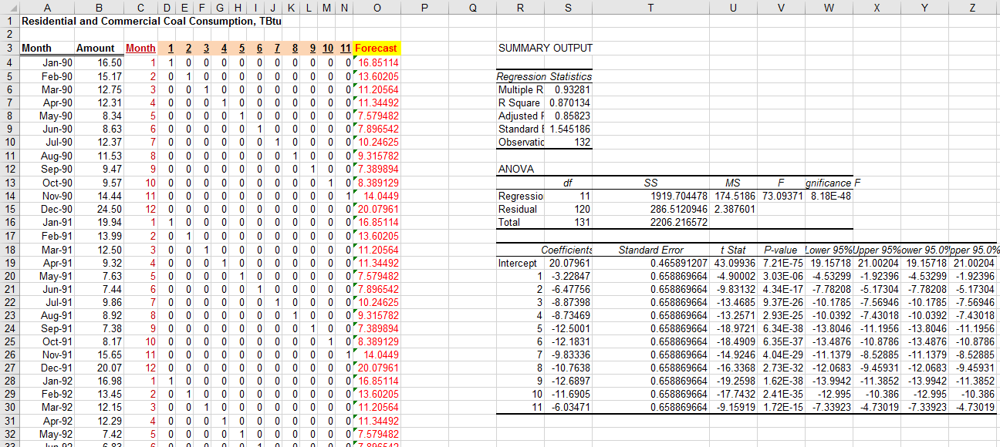 A B C D E F G H I J K L M N O P Q R S T U V W X Y Z
1 Residential and Commercial Coal Consumption, TBtu
2
3 Month Amount Month 1 2 3 4 5 6 7 8 9 10 11 Forecast SUMMARY OUTPUT
4 Jan-90 16.50 1 1 0 0 0 0 0 0 0 0 0 0 16.85114
5 Feb-90 15.17 2 0 1 0 0 0 0 0 0 0 0 0 13.60205 Regression Statistics
6 Mar-90 12.75 3 0 0 1 0 0 0 0 0 0 0 0 11.20564 Multiple R 0.93281
7 Apr-90 12.31 4 0 0 0 1 0 0 0 0 0 0 0 11.34492 R Square 0.870134
8 May-90 8.34 5 0 0 0 0 1 0 0 0 0 0 0 7.579482 Adjusted F 0.85823
9 Jun-90 8.63 6 0 0 0 0 0 1 0 0 0 0 0 7.896542 Standard E 1.545186
10 Jul-90 12.37 7 0 0 0 0 0 0 1 0 0 0 0 10.24625 Observatic 132
11 Aug-90 11.53 8 0 0 0 0 0 0 0 1 0 0 0 9.315782
12 Sep-90 9.47 9 0 0 0 0 0 0 0 0 1 0 0 7.389894 ANOVA
13 Oct-90 9.57 10 0 0 0 0 0 0 0 0 0 1 0 8.389129 df SS MS F gnificance F
14 Nov-90 14.44 11 0 0 0 0 0 0 0 0 0 0 1 14.0449 Regressio 11 1919.704478 174.5186 73.09371 8.18E-48
15 Dec-90 24.50 12 0 0 0 0 0 0 0 0 0 0 0 20.07961 Residual 120 286.5120946 2.387601
16 Jan-91 19.94 1 1 0 0 0 0 0 0 0 0 0 0 16.85114 Total 131 2206.216572
17 Feb-91 13.99 2 0 1 0 0 0 0 0 0 0 0 0 13.60205
18 Mar-91 12.50 3 0 0 1 0 0 0 0 0 0 0 0 11.20564 Coefficients Standard Error t Stat P-value Lower 95% Upper 95% ower 95.0% pper 95.0%
19 Apr-91 9.32 4 0 0 0 1 0 0 0 0 0 0 0 11.34492 Intercept 20.07961 0.465891207 43.09936 7.21E-75 19.15718 21.00204 19.15718 21.00204
20 May-91 7.63 5 0 0 0 0 1 0 0 0 0 0 0 7.579482 1 -3.22847 0.658869664 -4.90002 3.03E-06 -4.53299 -1.92396 -4.53299 -1.92396
21 Jun-91 7.44 6 0 0 0 0 0 1 0 0 0 0 0 7.896542 2 -6.47756 0.658869664 -9.83132 4.34E-17 -7.78208 -5.17304 -7.78208 -5.17304
22 Jul-91 9.86 7 0 0 0 0 0 0 1 0 0 0 0 10.24625 3 -8.87398 0.658869664 -13.4685 9.37E-26 -10.1785 -7.56946 -10.1785 -7.56946
23 Aug-91 8.92 8 0 0 0 0 0 0 0 1 0 0 0 9.315782 4 -8.73469 0.658869664 -13.2571 2.93E-25 -10.0392 -7.43018 -10.0392 -7.43018
24 Sep-91 7.38 9 0 0 0 0 0 0 0 0 1 0 0 7.389894 5 -12.5001 0.658869664 -18.9721 6.34E-38 -13.8046 -11.1956 -13.8046 -11.1956
25 Oct-91 8.17 10 0 0 0 0 0 0 0 0 0 1 0 8.389129 6 -12.1831 0.658869664 -18.4909 6.35E-37 -13.4876 -10.8786 -13.4876 -10.8786
26 Nov-91 15.65 11 0 0 0 0 0 0 0 0 0 0 1 14.0449 7 -9.83336 0.658869664 -14.9246 4.04E-29 -11.1379 -8.52885 -11.1379 -8.52885
27 Dec-91 20.07 12 0 0 0 0 0 0 0 0 0 0 0 20.07961 8 -10.7638 0.658869664 -16.3368 2.73E-32 -12.0683 -9.45931 -12.0683 -9.45931
28 Jan-92 16.98 1 1 0 0 0 0 0 0 0 0 0 0 16.85114 9 -12.6897 0.658869664 -19.2598 1.62E-38 -13.9942 -11.3852 -13.9942 -11.3852
29 Feb-92 13.45 2 0 1 0 0 0 0 0 0 0 0 0 13.60205 10 -11.6905 0.658869664 -17.7432 2.41E-35 -12.995 -10.386 -12.995 -10.386
30 Mar-92 12.15 3 0 0 1 0 0 0 0 0 0 0 0 11.20564 11 -6.03471 0.658869664 -9.15919 1.72E-15 -7.33923 -4.73019 -7.33923 -4.73019
31 Apr-92 12.29 4 0 0 0 1 0 0 0 0 0 0 0 11.34492
32 May-92 7.42 5 0 0 0 0 1 0 0 0 0 0 0 7.579482
33 Jun-92 6.83 6 0 0 0 0 0 1 0 0 0 0 0 7.896542